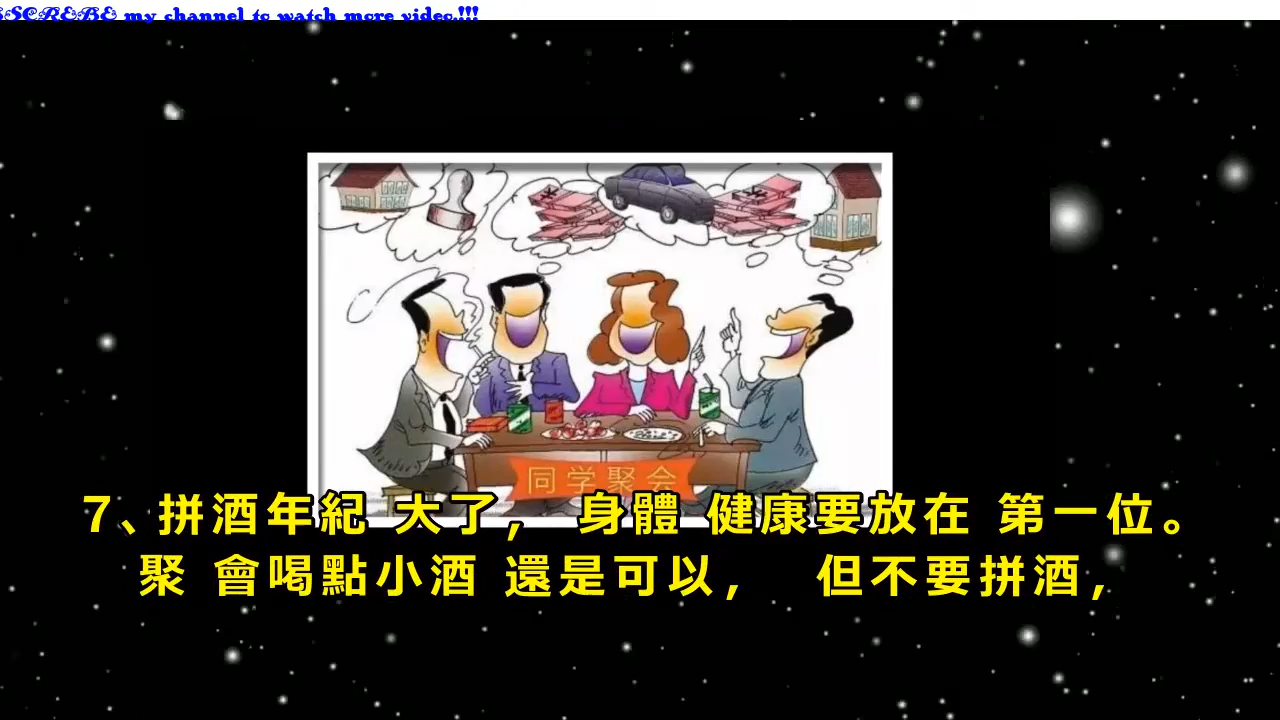 SCREBE my channel to watch more video.!!!
同学聚会
7、拼酒年紀 大了， 身體 健康要放在 第一位。
聚 會喝點小酒 還是可以， 但不要拼酒，